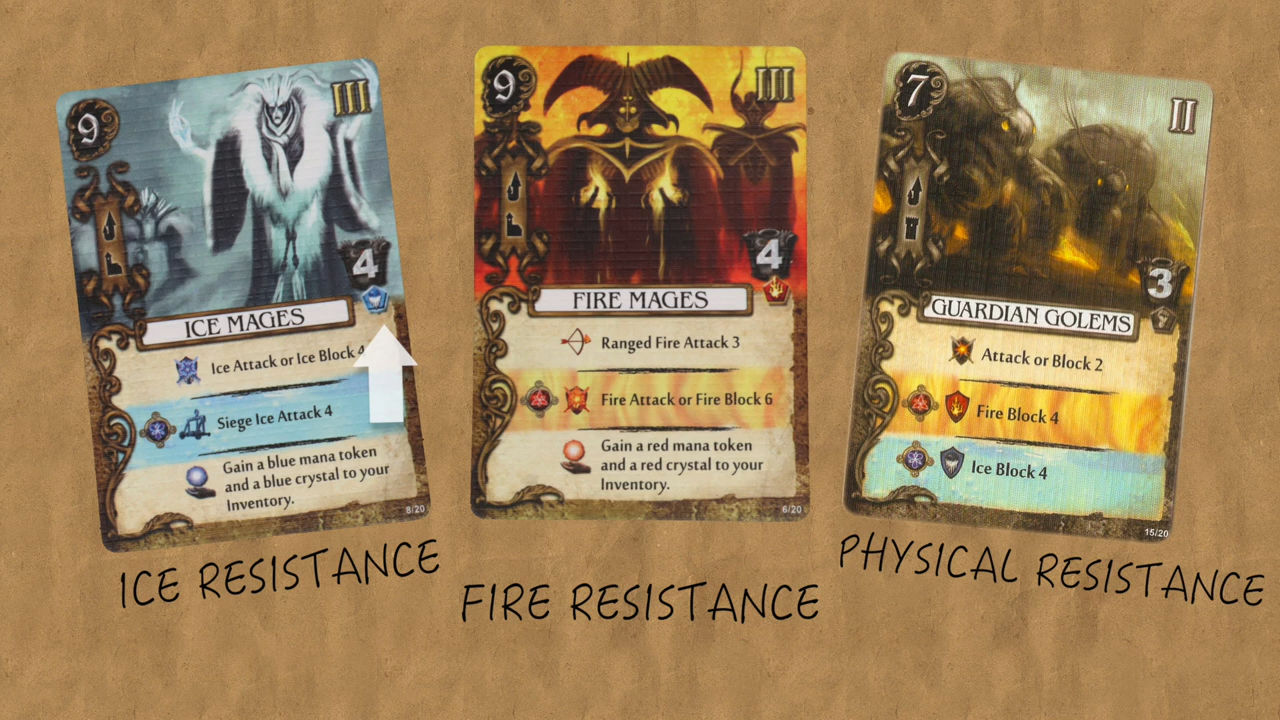 9
III
4
ICE MAGES
Ice Attack or Ice Block 4
Siege Ice Attack 4
Gain a blue mana token
and a blue crystal to your
Inventory.
8/20
ICE RESISTANCE
9
III
4
FIRE MAGES
Ranged Fire Attack 3
Fire Attack or Fire Block 6
Gain a red mana token
and a red crystal to your
Inventory.
6/20
FIRE RESISTANCE
7
II
3
GUARDIAN GOLEMS
Attack or Block 2
Fire Block 4
Ice Block 4
15/20
PHYSICAL RESISTANCE